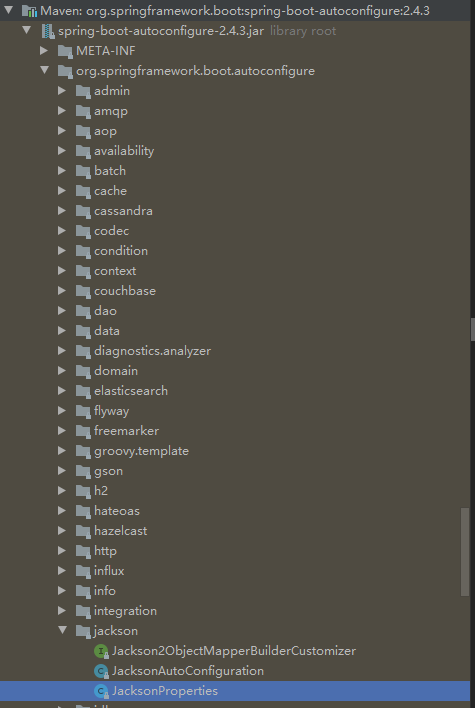 Maven: org.springframework.boot:spring-boot-autoconfigure:2.4.3
spring-boot-autoconfigure-2.4.3.jar library root
META-INF
org.springframework.boot.autoconfigure
admin
amqp
aop
availability
batch
cache
cassandra
codec
condition
context
couchbase
dao
data
diagnostics.analyzer
domain
elasticsearch
flyway
freemarker
groovy.template
gson
h2
hateoas
hazelcast
http
influx
info
integration
jackson
Jackson2ObjectMapperBuilderCustomizer
JacksonAutoConfiguration
JacksonProperties